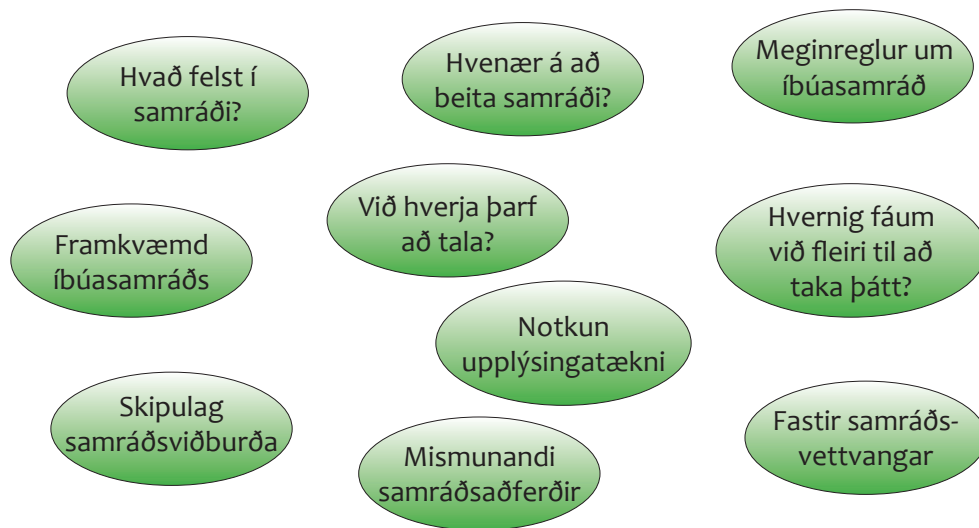 Hvað felst í
samráði?
Hvenær á að
beita samráði?
Meginreglur um
íbúasamráð
Við hverja þarf
að tala?
Framkvæmd
íbúasamráðs
Hvernig fáum
við fleiri til að
taka þátt?
Notkun
upplýsingatækni
Skipulag
samráðsviðburða
Mismunandi
samráðsaðferðir
Fastir samráðs-
vettvangar